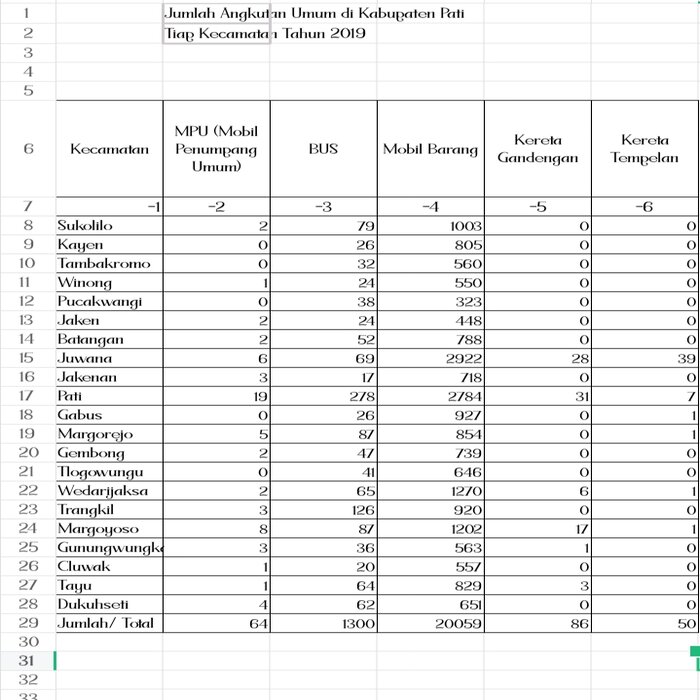 1 Jumlah Angkutan Umum di Kabupaten Pati
2 Tiap Kecamatan Tahun 2019
3
4
5
6 Kecamatan MPU (Mobil Penumpang Umum) BUS Mobil Barang Kereta Gandengan Kereta Tempelan
7 -1 -2 -3 -4 -5 -6
8 Sukolilo 2 79 1003 0 0
9 Kayen 0 26 805 0 0
10 Tambakromo 0 32 560 0 0
11 Winong 1 24 550 0 0
12 Pucakwangi 0 38 323 0 0
13 Jaken 2 24 448 0 0
14 Batangan 2 52 788 0 0
15 Juwana 6 69 2922 28 39
16 Jakenan 3 17 718 0 0
17 Pati 19 278 2784 31 7
18 Gabus 0 26 927 0 1
19 Margorejo 5 87 854 0 1
20 Gembong 2 47 739 0 0
21 Tlogowungu 0 41 646 0 0
22 Wedarijaksa 2 65 1270 6 1
23 Trangkil 3 126 920 0 0
24 Margoyoso 8 87 1202 17 1
25 Gunungwungk 3 36 563 1 0
26 Cluwak 1 20 557 0 0
27 Tayu 1 64 829 3 0
28 Dukuhseti 4 62 651 0 0
29 Jumlah/ Total 64 1300 20059 86 50
30
31
32
33